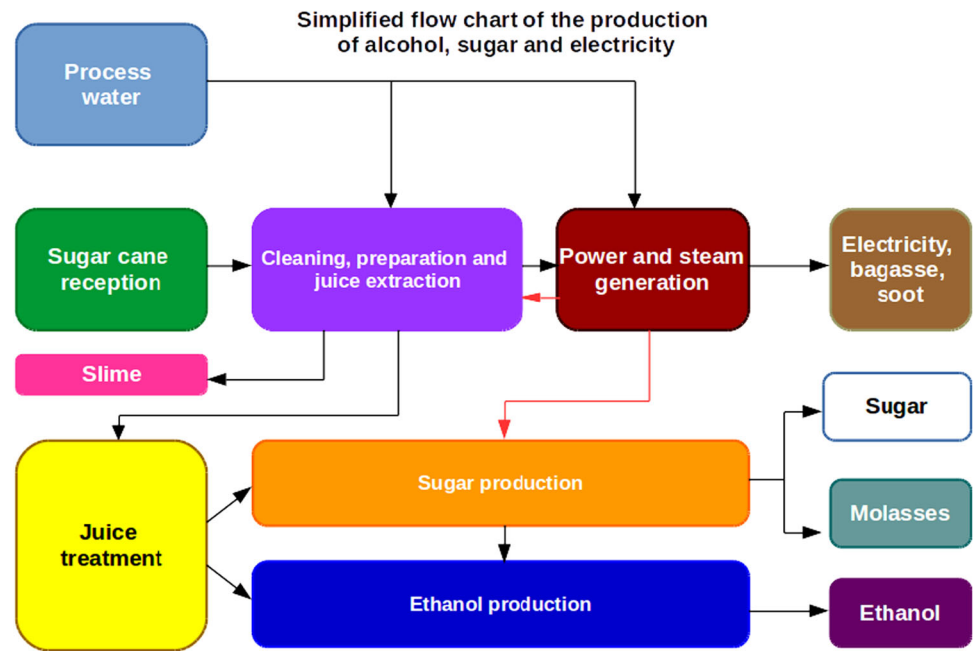 Simplified flow chart of the production
of alcohol, sugar and electricity
Process
water
Sugar cane
reception
Cleaning, preparation and
juice extraction
Power and steam
generation
Electricity,
bagasse,
soot
Slime
Sugar
Sugar production
Molasses
Juice
treatment
Ethanol production
Ethanol